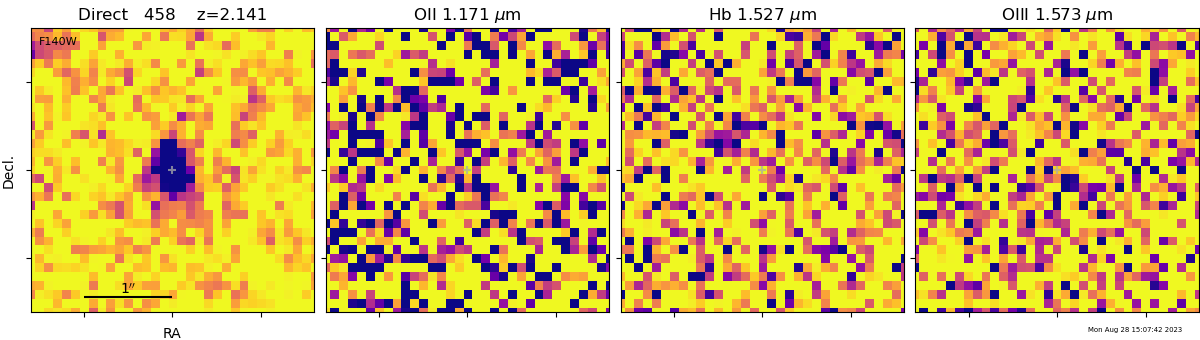 Direct 458 z=2.141
OII 1.171 μm
Hb 1.527 μm
OIII 1.573 μm
F140W
Decl.
1″
RA
Mon Aug 28 15:07:42 2023